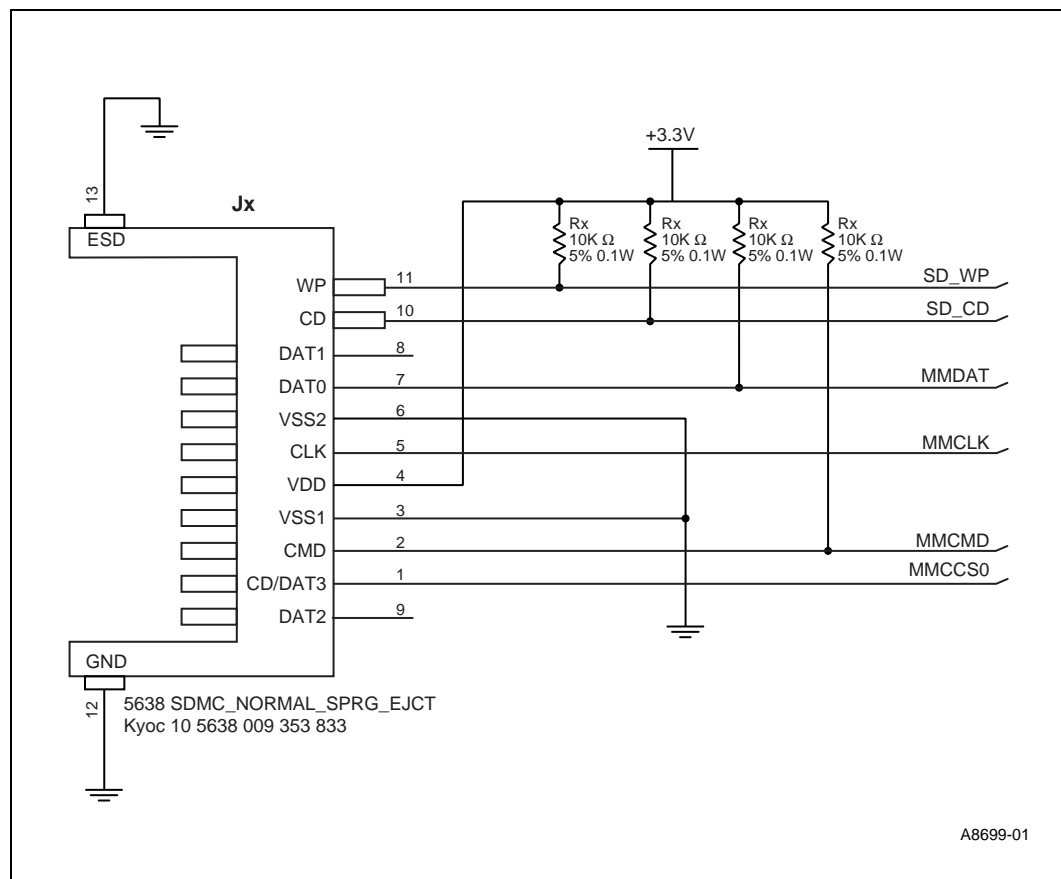 +3.3V
13
Jx
ESD
Rx
10K Ω
5% 0.1W
Rx
10K Ω
5% 0.1W
Rx
10K Ω
5% 0.1W
Rx
10K Ω
5% 0.1W
WP
11
SD_WP
CD
10
SD_CD
DAT1
8
DAT0
7
MMDAT
VSS2
6
CLK
5
MMCLK
VDD
4
VSS1
3
CMD
2
MMCMD
CD/DAT3
1
MMCCS0
DAT2
9
GND
12
5638 SDMC_NORMAL_SPRG_EJCT
Kyoc 10 5638 009 353 833
A8699-01